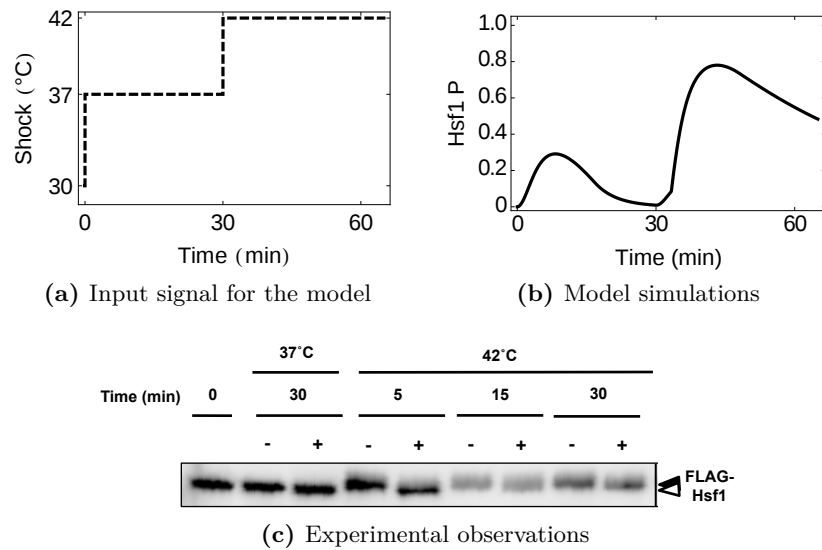 42
37
30
Shock (°C)
0
30
60
Time (min)
(a) Input signal for the model
1.0
0.8
0.6
0.4
0.2
0
Hsf1 P
0
30
60
Time (min)
(b) Model simulations
37°C
42°C
Time (min)
0
30
5
15
30
- + - + - + - +
FLAG-
Hsf1
(c) Experimental observations